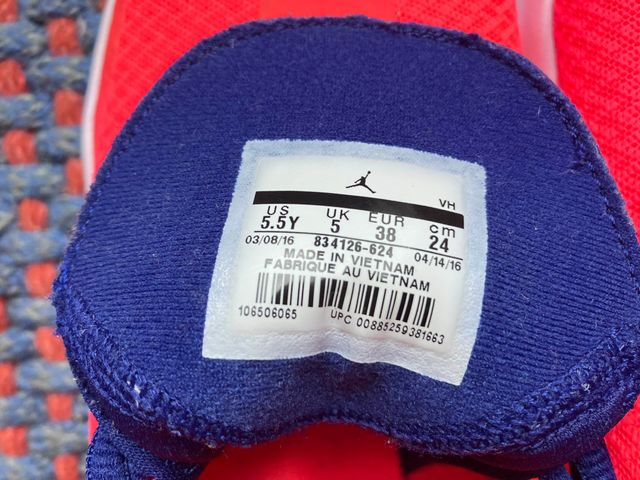 VH
US UK EUR cm
5.5Y 5 38 24
03/08/16 834126-624 04/14/16
MADE IN VIETNAM
FABRIQUE AU VIETNAM
106506065 UPC 00885259381663